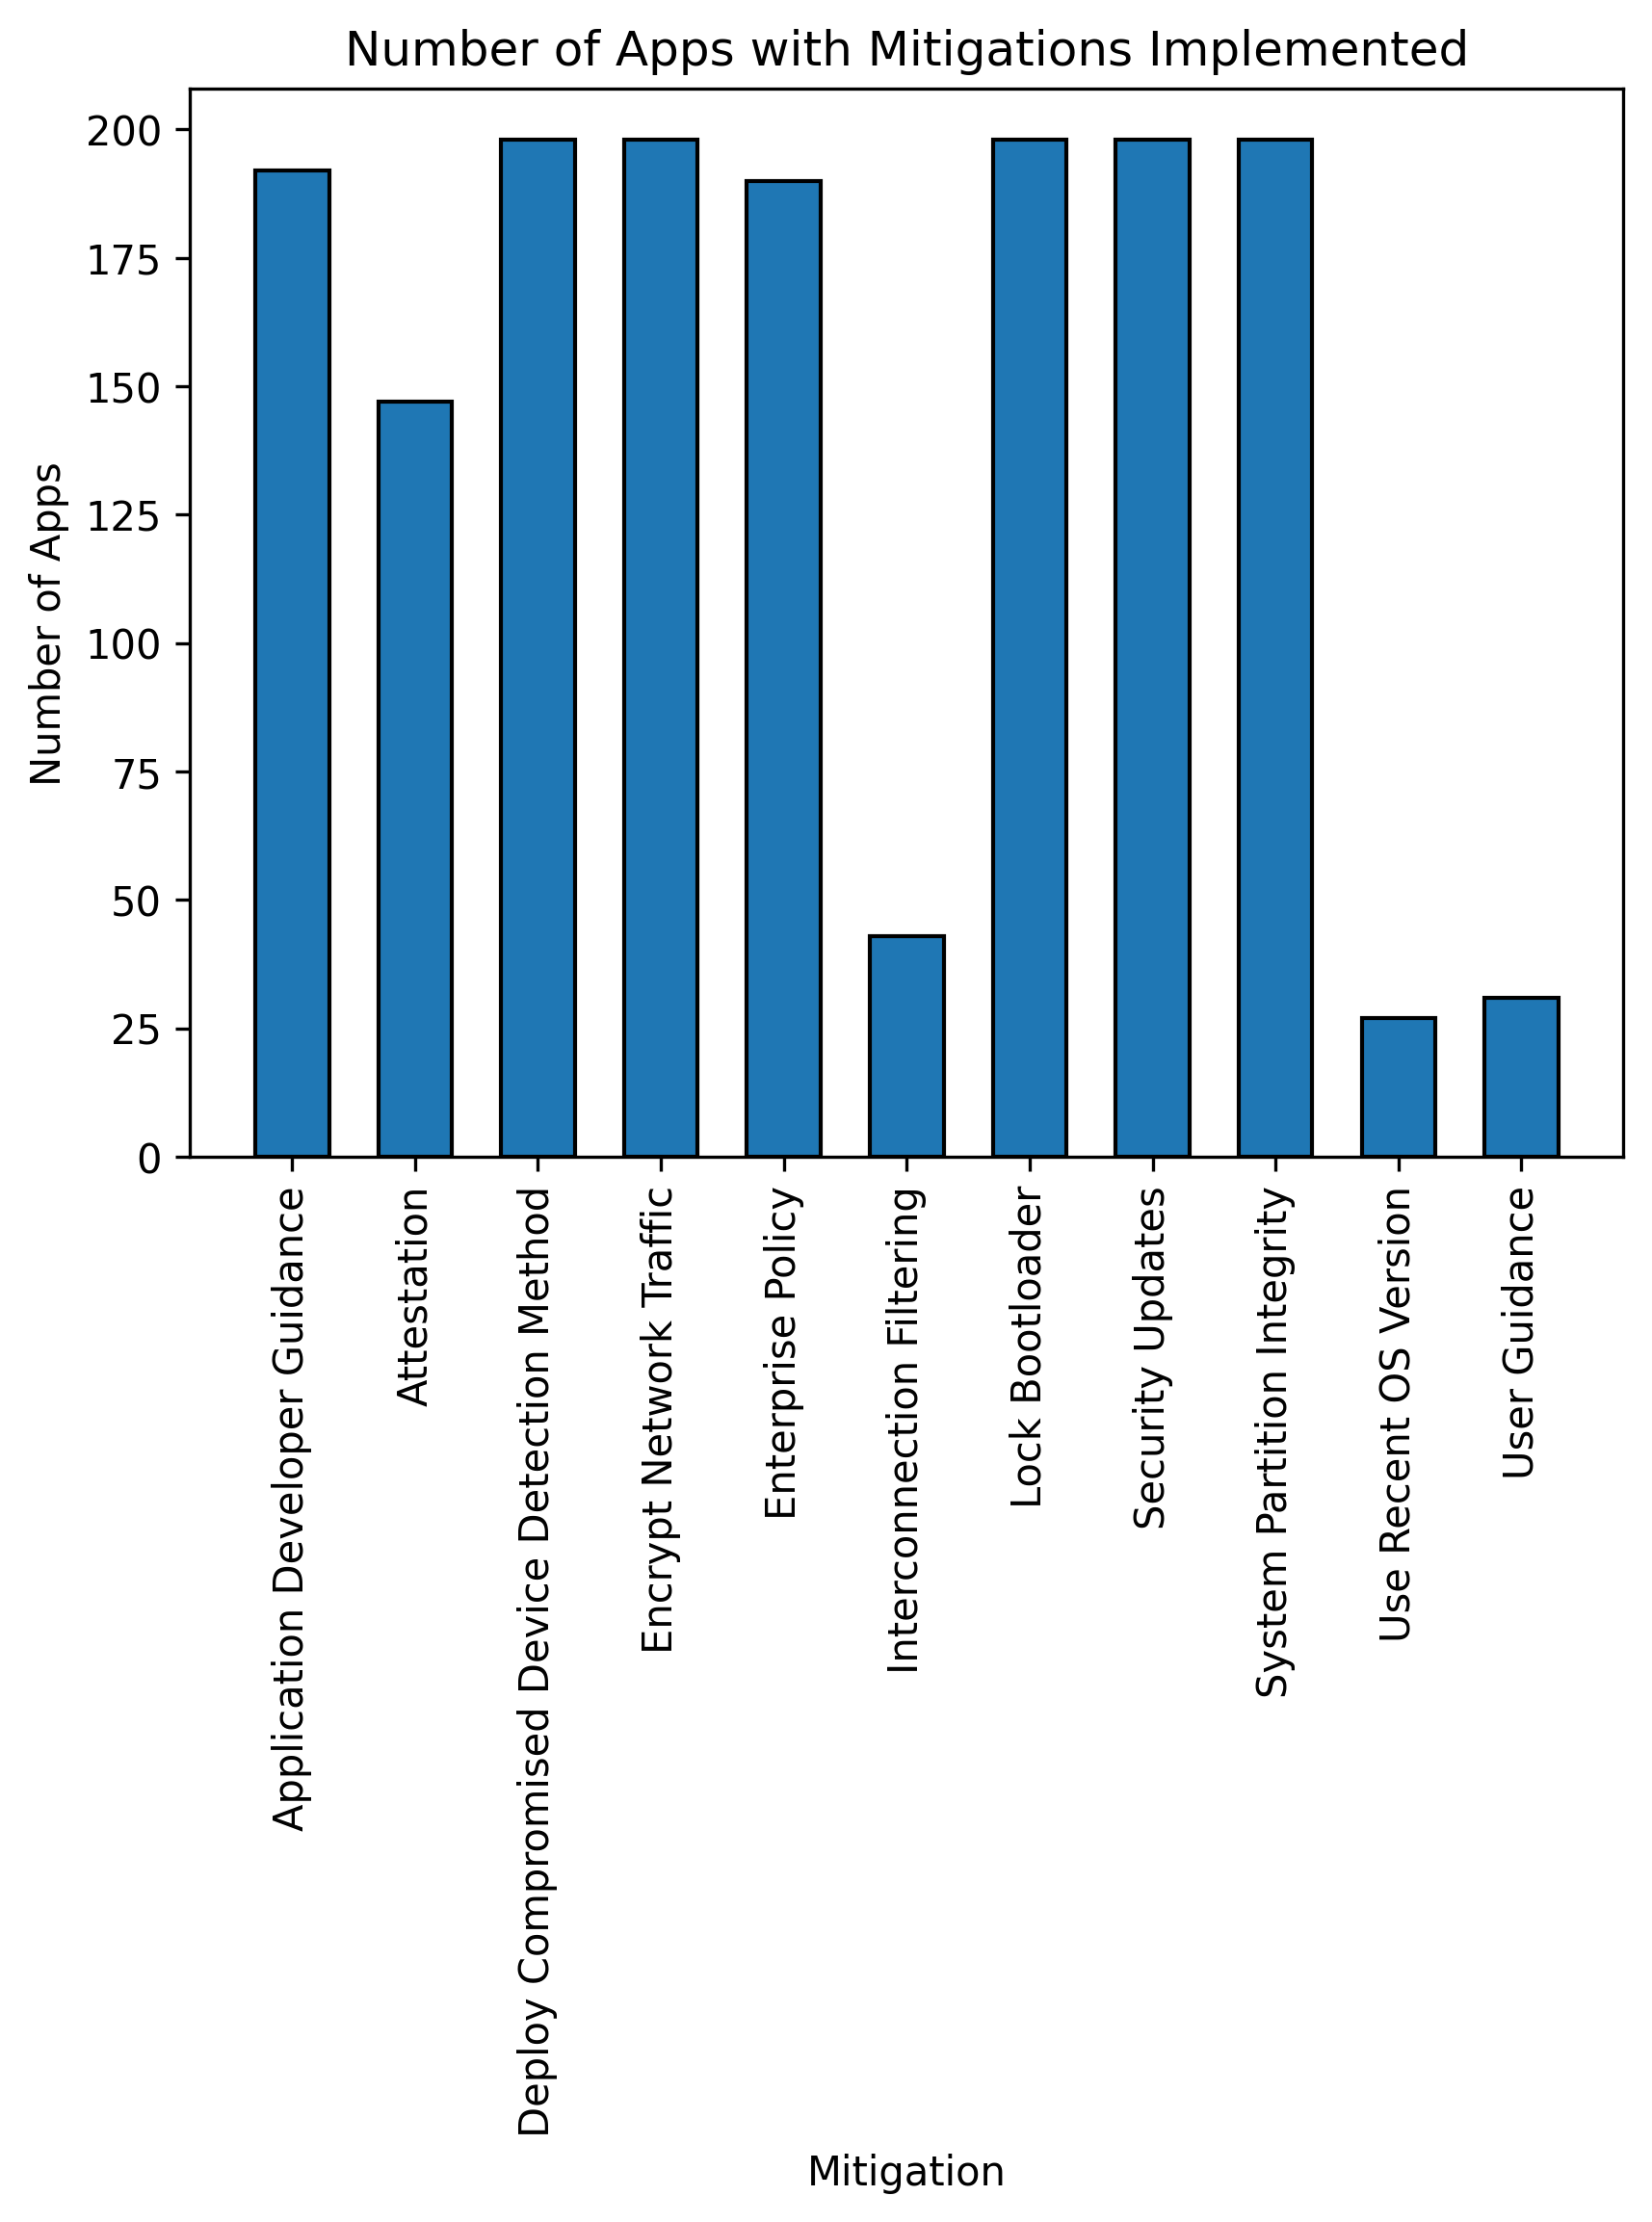 Number of Apps with Mitigations Implemented
Number of Apps
200
175
150
125
100
75
50
25
0
Application Developer Guidance
Attestation
Deploy Compromised Device Detection Method
Encrypt Network Traffic
Enterprise Policy
Interconnection Filtering
Lock Bootloader
Security Updates
System Partition Integrity
Use Recent OS Version
User Guidance
Mitigation